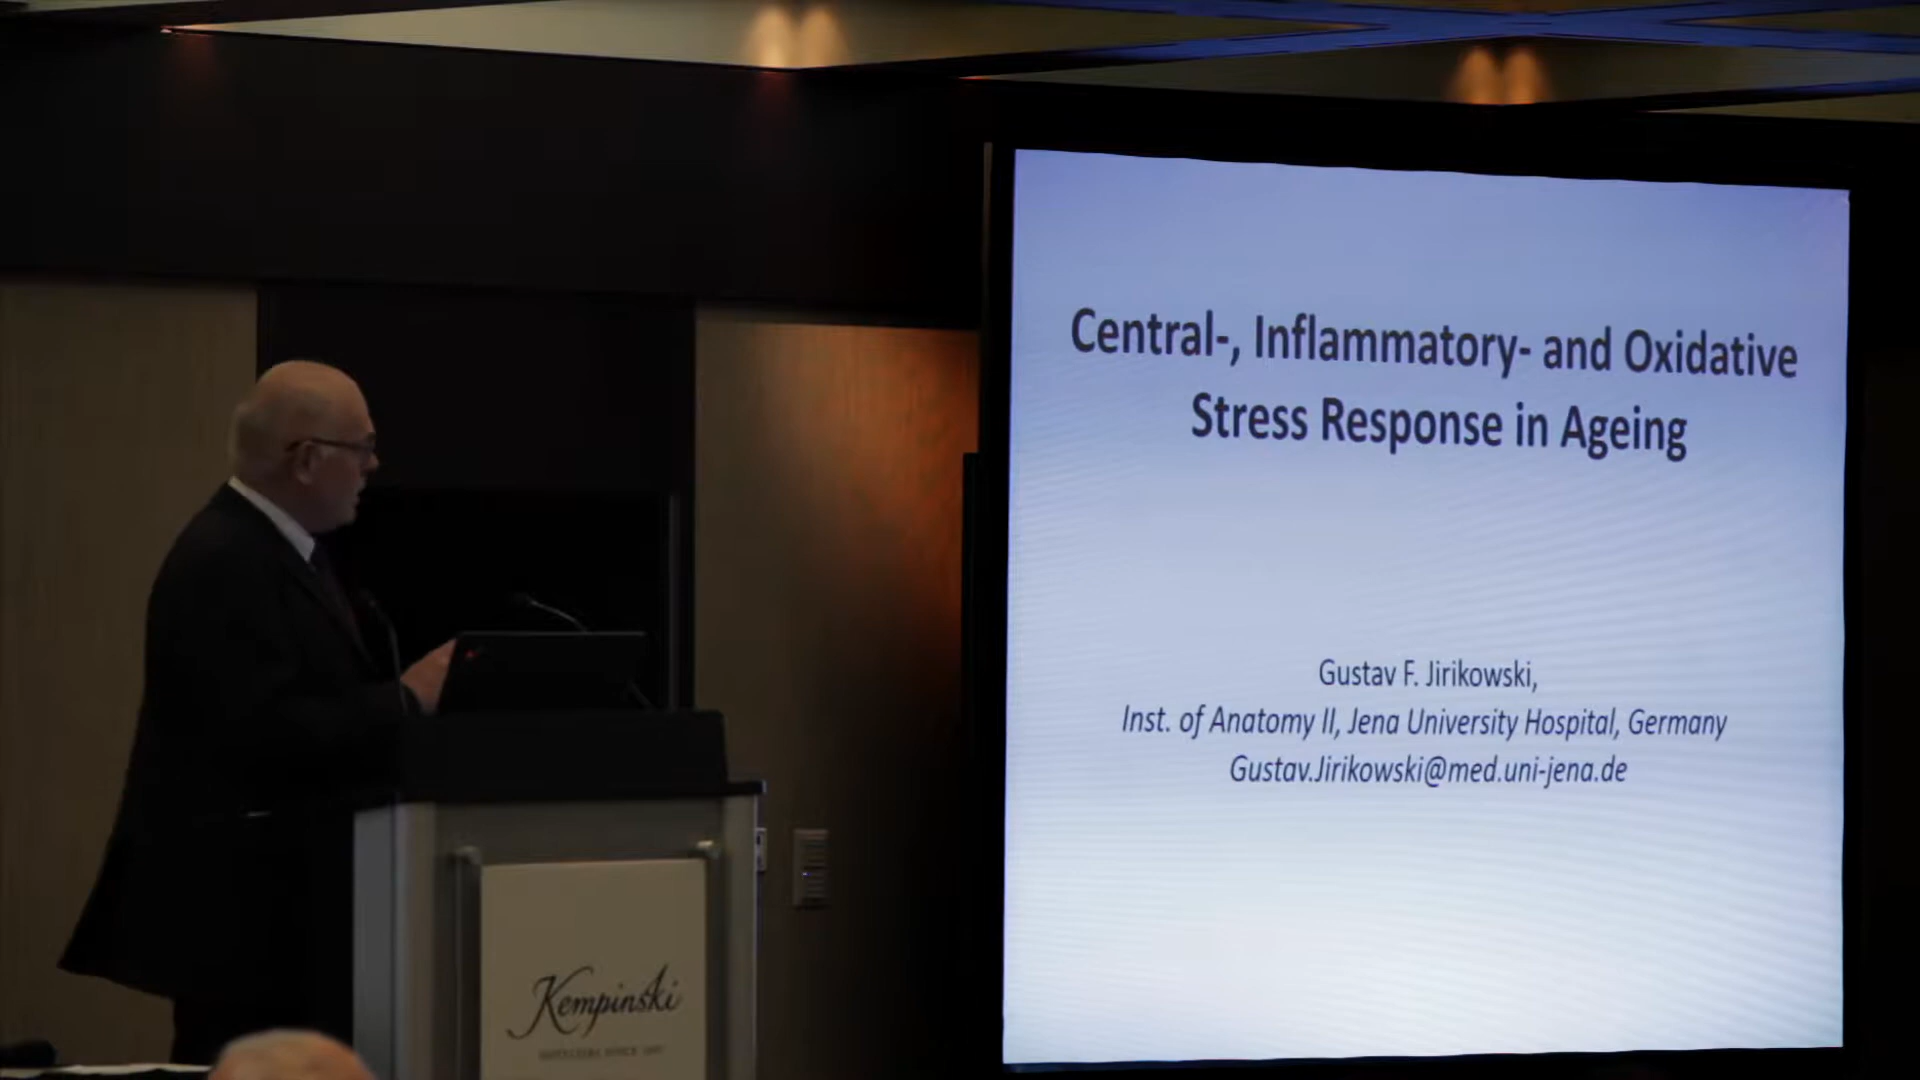 Central-, Inflammatory- and Oxidative
Stress Response in Ageing
Gustav F. Jirikowski,
Inst. of Anatomy II, Jena University Hospital, Germany
Gustav.Jirikowski@med.uni-jena.de
Kempinski